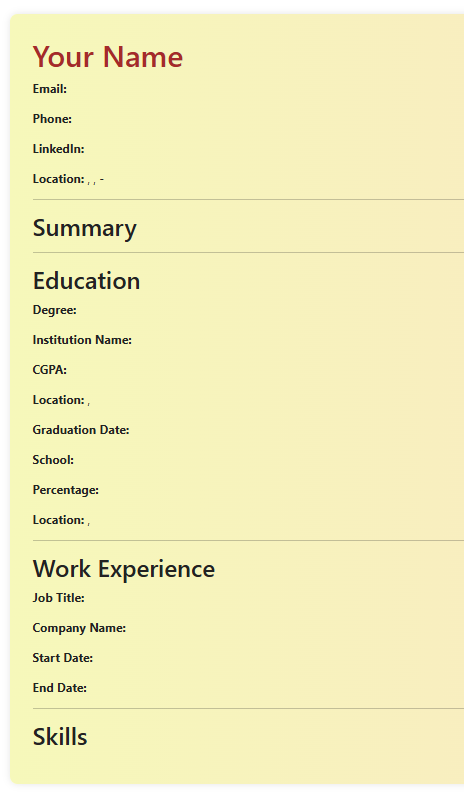 Your Name
Email:
Phone:
LinkedIn:
Location: , , -
Summary
Education
Degree:
Institution Name:
CGPA:
Location: ,
Graduation Date:
School:
Percentage:
Location: ,
Work Experience
Job Title:
Company Name:
Start Date:
End Date:
Skills